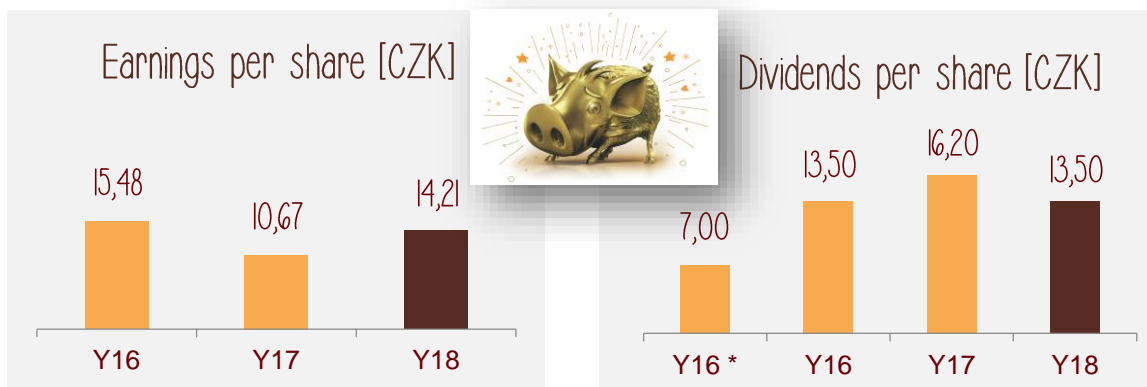 Earnings per share [CZK]
15,48
10,67
14,21
Y16
Y17
Y18
Dividends per share [CZK]
7,00
13,50
16,20
13,50
Y16 *
Y16
Y17
Y18